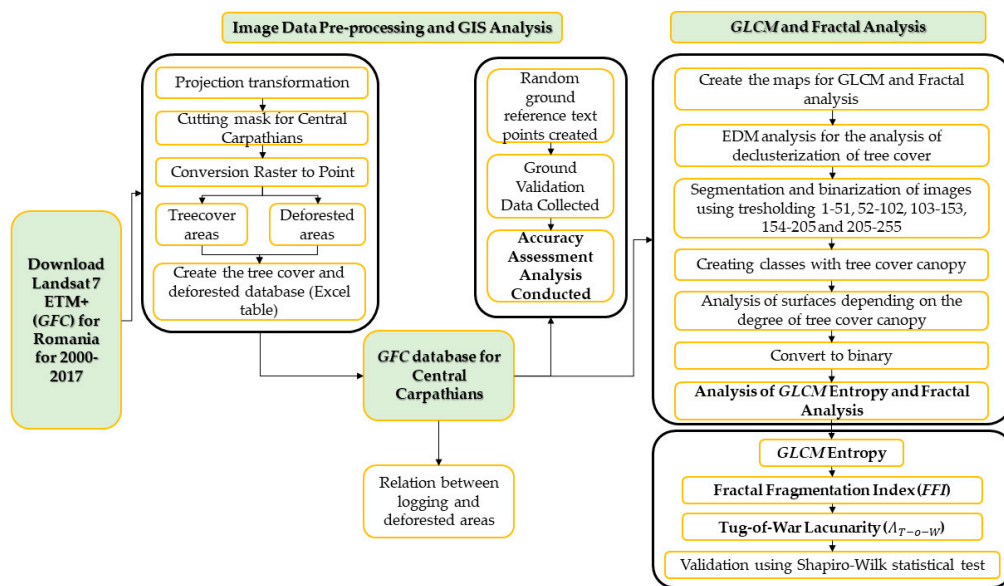 Image Data Pre-processing and GIS Analysis
GLCM and Fractal Analysis
Download
Landsat 7
ETM+
(GFC) for
Romania
for 2000-
2017
Projection transformation
Cutting mask for Central
Carpathians
Conversion Raster to Point
Treecover
areas
Deforested
areas
Create the tree cover and
deforested database (Excel
table)
Random
ground
reference text
points created
Ground
Validation
Data Collected
Accuracy
Assessment
Analysis
Conducted
GFC database for
Central
Carpathians
Relation between
logging and
deforested areas
Create the maps for GLCM and Fractal
analysis
EDM analysis for the analysis of
declusterization of tree cover
Segmentation and binarization of images
using tresholding 1-51, 52-102, 103-153,
154-205 and 205-255
Creating classes with tree cover canopy
Analysis of surfaces depending on the
degree of tree cover canopy
Convert to binary
Analysis of GLCM Entropy and Fractal
Analysis
GLCM Entropy
Fractal Fragmentation Index (FFI)
Tug-of-War Lacunarity (Λ_{T−o−W})
Validation using Shapiro-Wilk statistical test